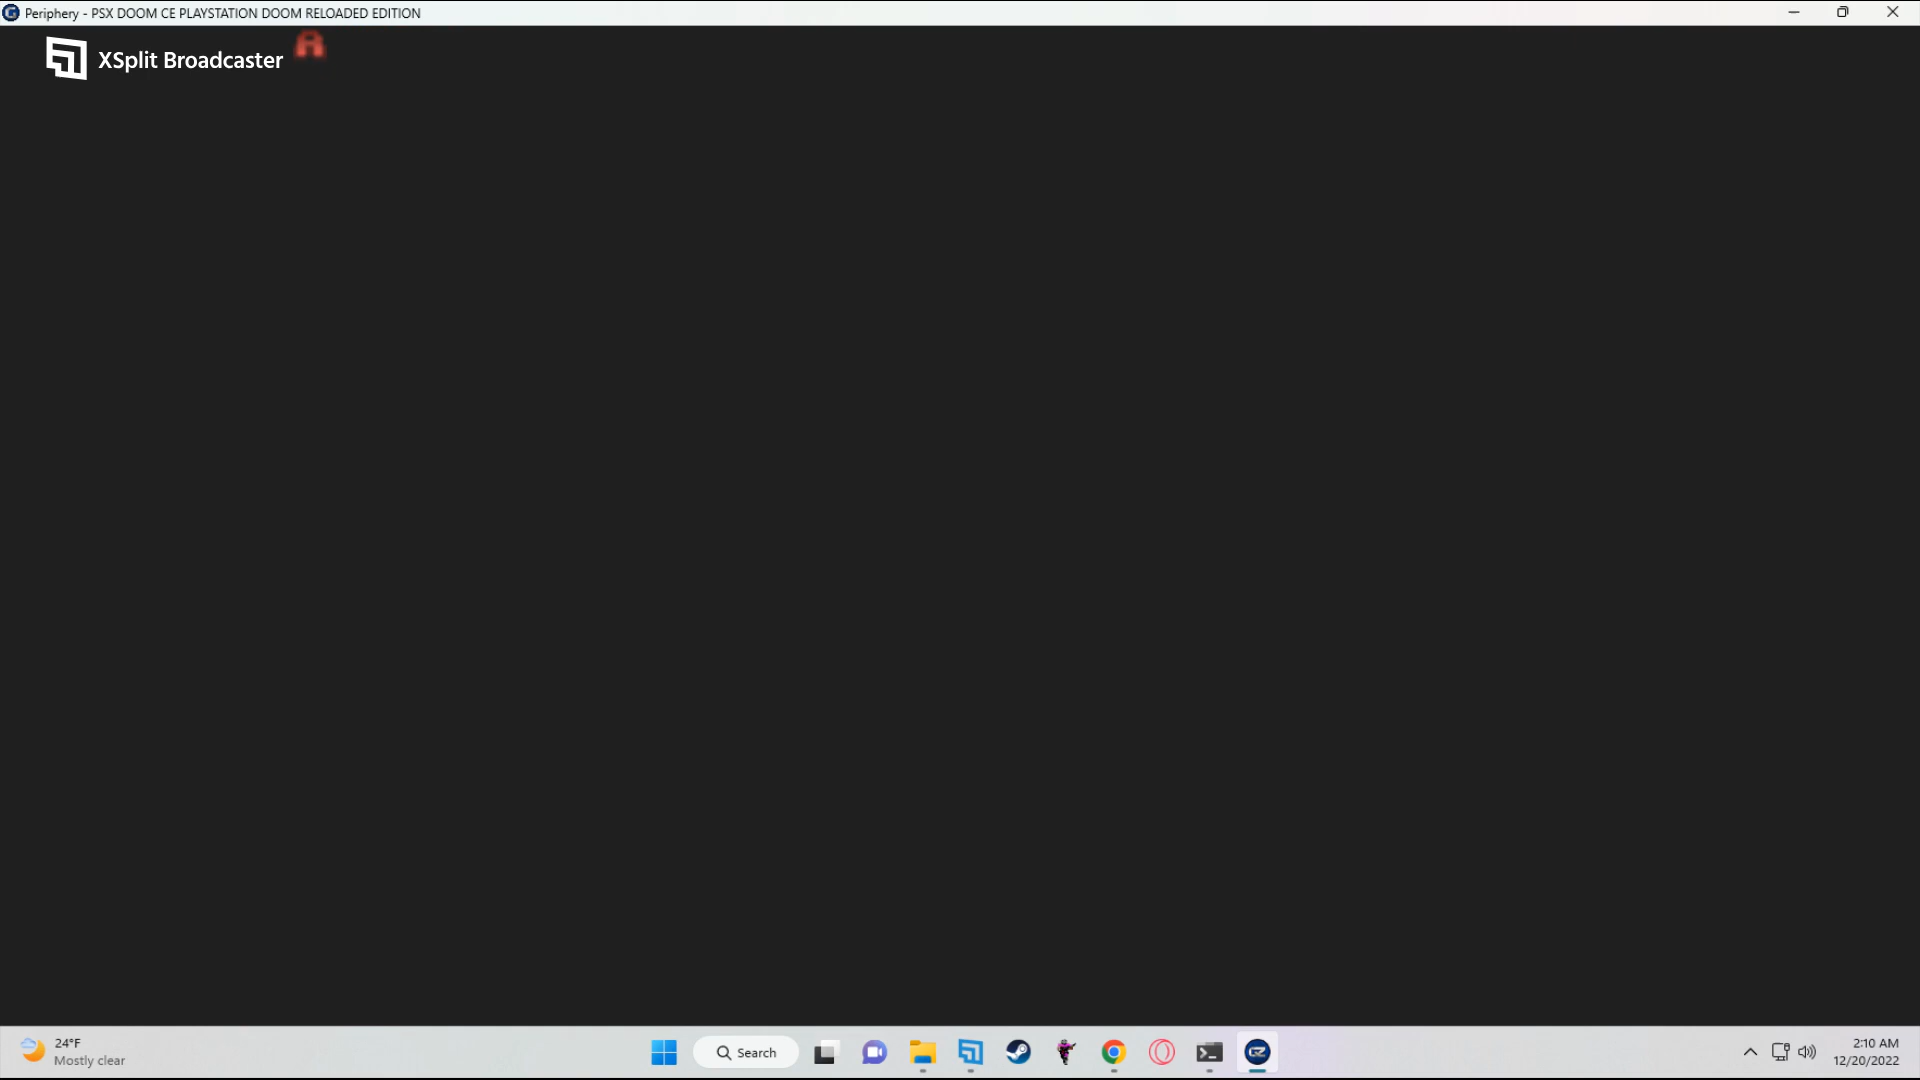 Periphery - PSX DOOM CE PLAYSTATION DOOM RELOADED EDITION
XSplit Broadcaster
A
24°F
Mostly clear
Search
2:10 AM
12/20/2022